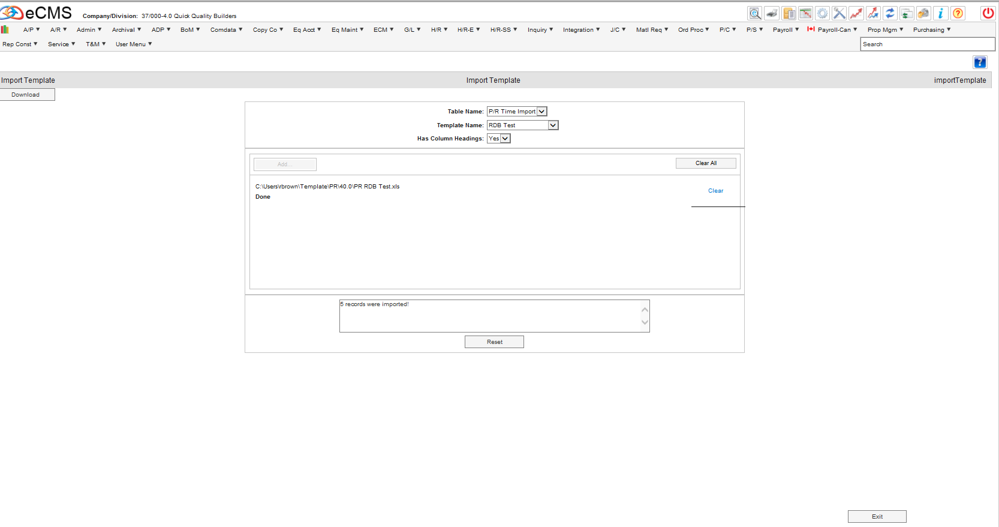 eCMS Company/Division: 37/000-4.0 Quick Quality Builders
A/P A/R Admin Archival ADP BoM Comdata Copy Co Eq Acct Eq Maint ECM G/L H/R H/R-E H/R-SS Inquiry Integration J/C Matl Req Ord Proc P/C P/S Payroll Payroll-Can Prop Mgm Purchasing
Rep Const Service T&M User Menu Search
Import Template Import Template importTemplate
Download
Table Name: P/R Time Import
Template Name: RDB Test
Has Column Headings: Yes
Add... Clear All
C:\Users\rbrown\Template\PR\40.0\PR RDB Test.xls
Clear
Done
5 records were imported!
Reset
Exit